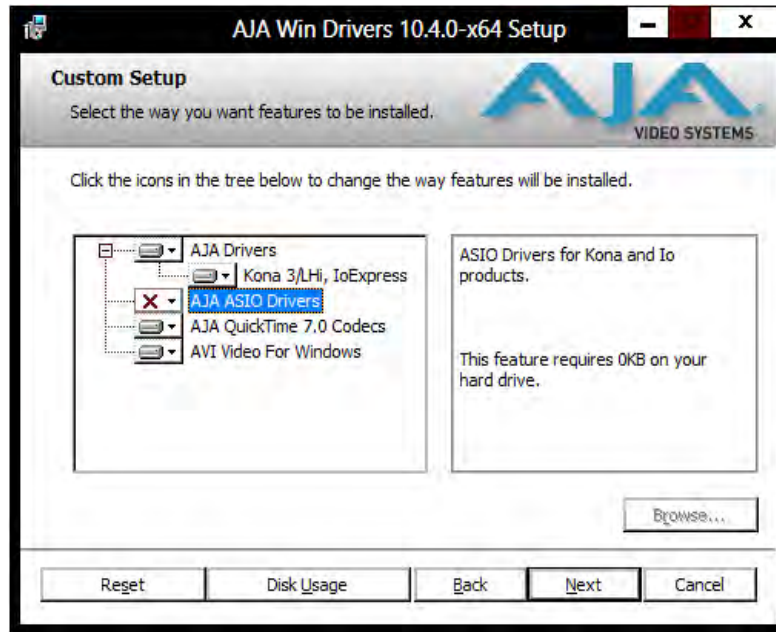 AJA Win Drivers 10.4.0-x64 Setup
Custom Setup
Select the way you want features to be installed.
AJA
VIDEO SYSTEMS
Click the icons in the tree below to change the way features will be installed.
AJA Drivers
Kona 3/LHi, IoExpress
AJA ASIO Drivers
AJA QuickTime 7.0 Codecs
AVI Video For Windows
ASIO Drivers for Kona and Io
products.
This feature requires 0KB on your
hard drive.
Browse...
Reset
Disk Usage
Back
Next
Cancel